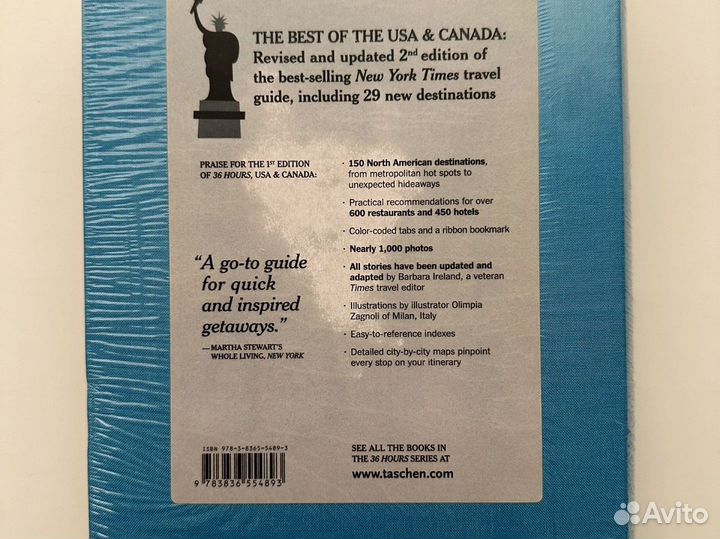 THE BEST OF THE USA & CANADA:
Revised and updated 2nd edition of
the best-selling New York Times travel
guide, including 29 new destinations
PRAISE FOR THE 1ST EDITION
OF 36 HOURS, USA & CANADA:
"A go-to guide
for quick
and inspired
getaways."
— MARTHA STEWART'S
WHOLE LIVING, NEW YORK
· 150 North American destinations,
from metropolitan hot spots to
unexpected hideaways
· Practical recommendations for over
600 restaurants and 450 hotels
· Color-coded tabs and a ribbon bookmark
· Nearly 1,000 photos
· All stories have been updated and
adapted by Barbara Ireland, a veteran
Times travel editor
· Illustrations by illustrator Olimpia
Zagnoli of Milan, Italy
· Easy-to-reference indexes
· Detailed city-by-city maps pinpoint
every stop on your itinerary
ISBN 978-3-8365-5489-3
9 783836 554893
SEE ALL THE BOOKS IN
THE 36 HOURS SERIES AT
www.taschen.com
Avito